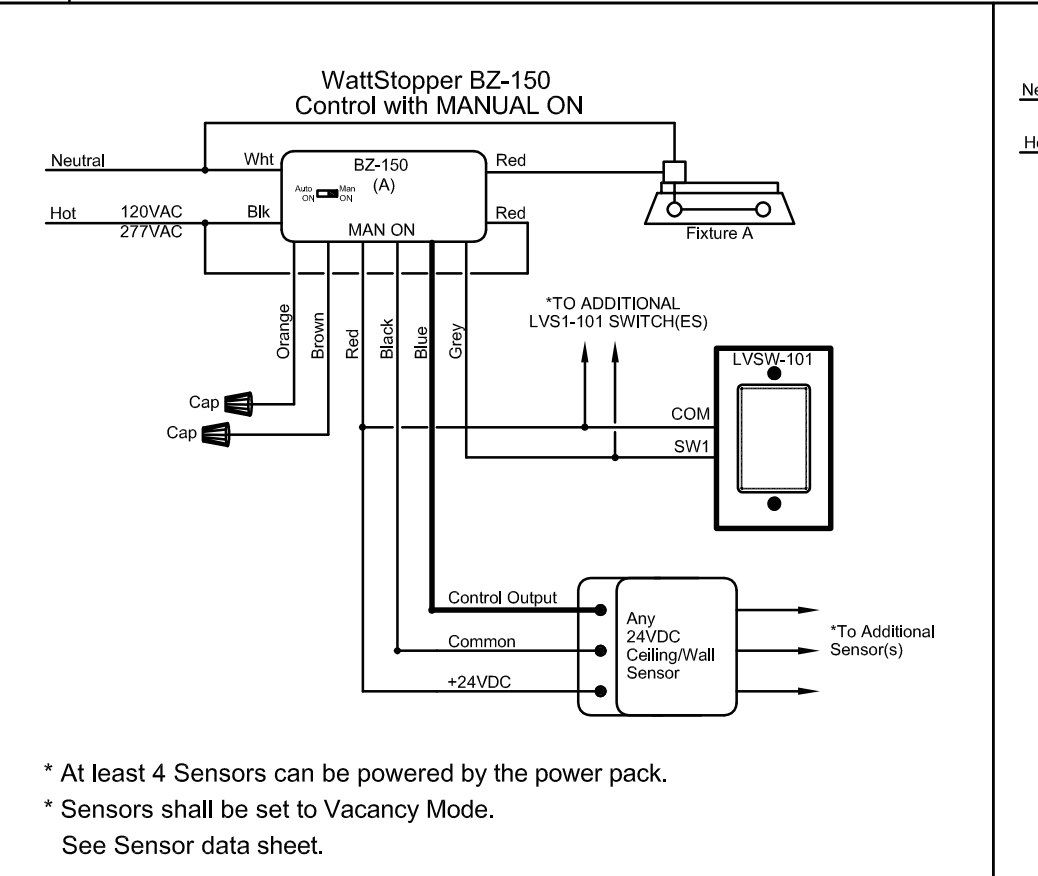 WattStopper BZ-150
Control with MANUAL ON
Neutral
Wht
BZ-150
(A)
Red
Auto
ON
Man
ON
Hot
120VAC
277VAC
Blk
MAN ON
Red
Fixture A
Orange
Brown
Red
Black
Blue
Grey
*TO ADDITIONAL
LVS1-101 SWITCH(ES)
LVSW-101
Cap
Cap
COM
SW1
Control Output
Common
+24VDC
Any
24VDC
Ceiling/Wall
Sensor
*To Additional
Sensor(s)
* At least 4 Sensors can be powered by the power pack.
* Sensors shall be set to Vacancy Mode.
See Sensor data sheet.